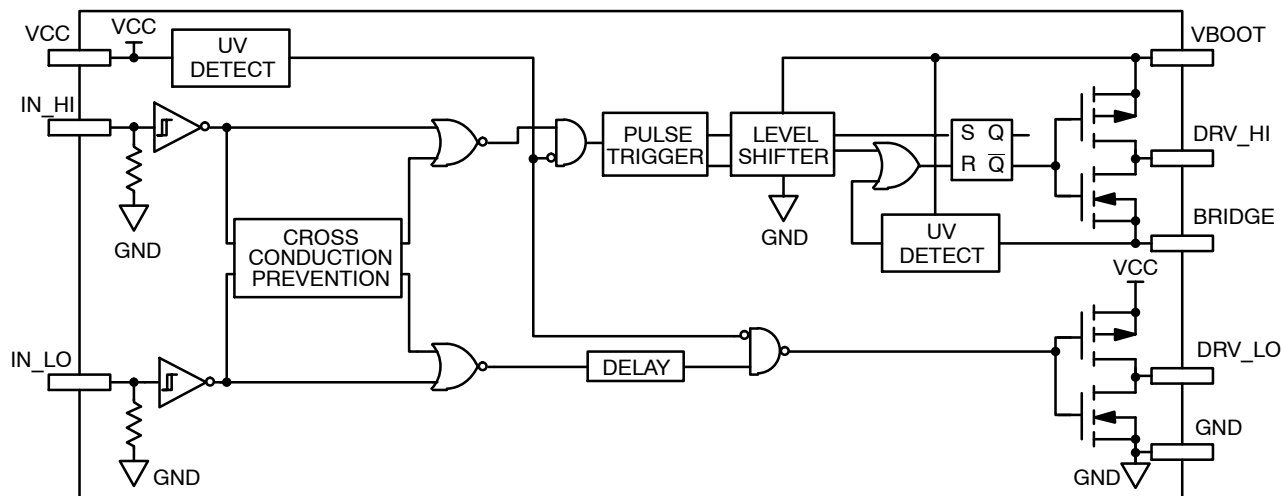 VCC
VCC
UV
DETECT
VBOOT
IN_HI
PULSE
TRIGGER
LEVEL
SHIFTER
S Q
R Q̅
DRV_HI
GND
GND
CROSS
CONDUCTION
PREVENTION
UV
DETECT
BRIDGE
VCC
IN_LO
DELAY
DRV_LO
GND
GND
GND